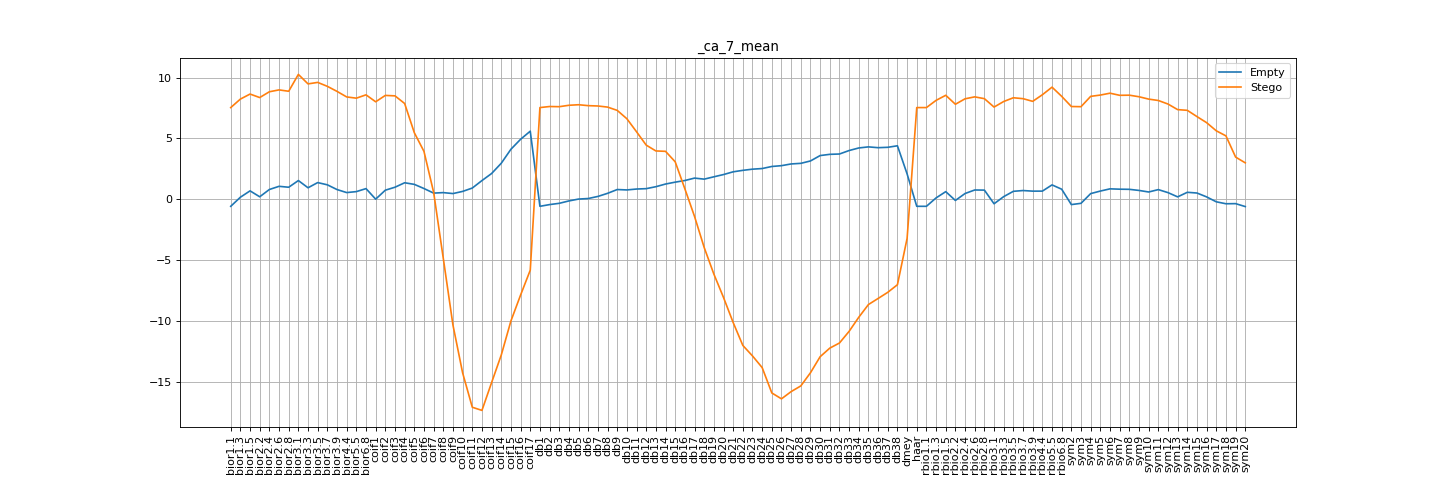 _ca_7_mean
Empty
Stego
10
5
0
−5
−10
−15
bior1.1
bior1.3
bior1.5
bior2.2
bior2.4
bior2.6
bior2.8
bior3.1
bior3.3
bior3.5
bior3.7
bior3.9
bior4.4
bior5.5
bior6.8
coif1
coif2
coif3
coif4
coif5
coif6
coif7
coif8
coif9
coif10
coif11
coif12
coif13
coif14
coif15
coif16
coif17
db1
db2
db3
db4
db5
db6
db7
db8
db9
db10
db11
db12
db13
db14
db15
db16
db17
db18
db19
db20
db21
db22
db23
db24
db25
db26
db27
db28
db29
db30
db31
db32
db33
db34
db35
db36
db37
db38
dmey
haar
rbio1.1
rbio1.3
rbio1.5
rbio2.2
rbio2.4
rbio2.6
rbio2.8
rbio3.1
rbio3.3
rbio3.5
rbio3.7
rbio3.9
rbio4.4
rbio5.5
rbio6.8
sym2
sym3
sym4
sym5
sym6
sym7
sym8
sym9
sym10
sym11
sym12
sym13
sym14
sym15
sym16
sym17
sym18
sym19
sym20